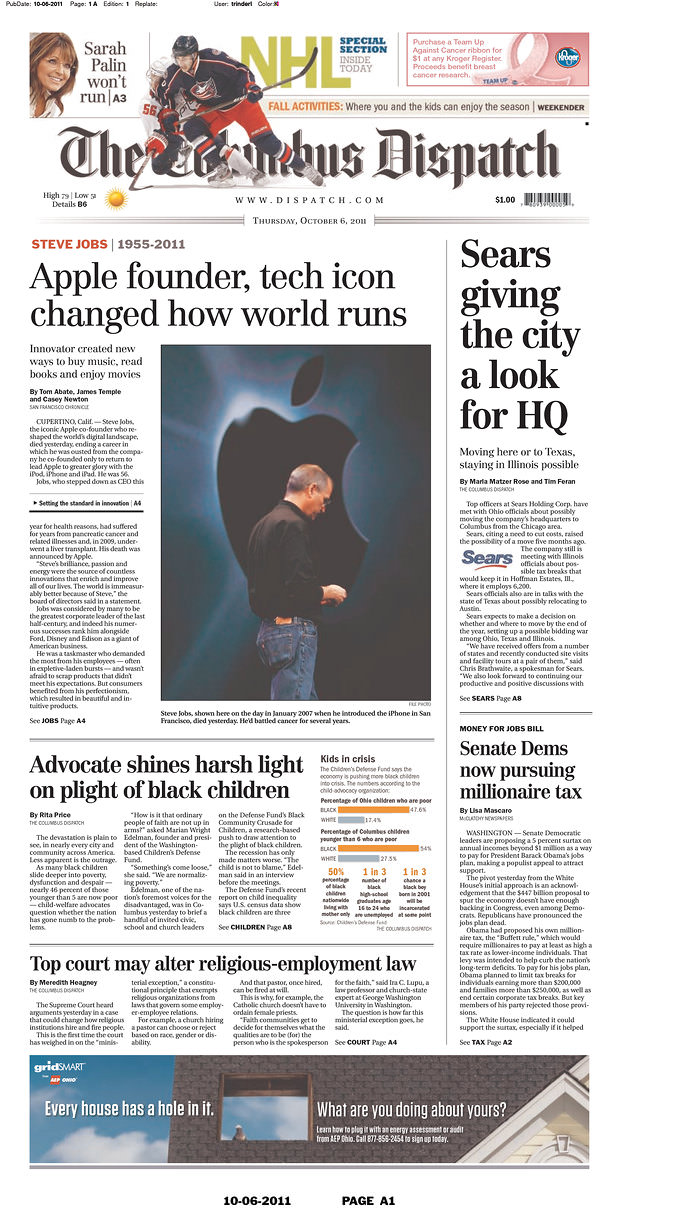 PubDate: 10-06-2011 Page: 1 A Edition: 1 Replate: User: trinderl Color:
Sarah
Palin
won't
run | A3
56
NHL
SPECIAL
SECTION
INSIDE
TODAY
Purchase a Team Up
Against Cancer ribbon for
$1 at any Kroger Register.
Proceeds benefit breast
cancer research.
TEAM UP
Kroger
FALL ACTIVITIES: Where you and the kids can enjoy the season | WEEKENDER
The Columbus Dispatch
High 79 | Low 51
Details B6
WWW.DISPATCH.COM
$1.00
THURSDAY, OCTOBER 6, 2011
STEVE JOBS | 1955-2011
Apple founder, tech icon
changed how world runs
Innovator created new
ways to buy music, read
books and enjoy movies
By Tom Abate, James Temple
and Casey Newton
SAN FRANCISCO CHRONICLE
CUPERTINO, Calif. — Steve Jobs,
the iconic Apple co-founder who re-
shaped the world's digital landscape,
died yesterday, ending a career in
which he was ousted from the compa-
ny he co-founded only to return to
lead Apple to greater glory with the
iPod, iPhone and iPad. He was 56.
Jobs, who stepped down as CEO this
▸ Setting the standard in innovation | A4
year for health reasons, had suffered
for years from pancreatic cancer and
related illnesses and, in 2009, under-
went a liver transplant. His death was
announced by Apple.
"Steve's brilliance, passion and
energy were the source of countless
innovations that enrich and improve
all of our lives. The world is immeasur-
ably better because of Steve," the
board of directors said in a statement.
Jobs was considered by many to be
the greatest corporate leader of the last
half-century, and indeed his numer-
ous successes rank him alongside
Ford, Disney and Edison as a giant of
American business.
He was a taskmaster who demanded
the most from his employees — often
in expletive-laden bursts — and wasn't
afraid to scrap products that didn't
meet his expectations. But consumers
benefited from his perfectionism,
which resulted in beautiful and in-
tuitive products.
See JOBS Page A4
FILE PHOTO
Steve Jobs, shown here on the day in January 2007 when he introduced the iPhone in San
Francisco, died yesterday. He'd battled cancer for several years.
Sears
giving
the city
a look
for HQ
Moving here or to Texas,
staying in Illinois possible
By Marla Matzer Rose and Tim Feran
THE COLUMBUS DISPATCH
Top officers at Sears Holding Corp. have
met with Ohio officials about possibly
moving the company's headquarters to
Columbus from the Chicago area.
Sears, citing a need to cut costs, raised
the possibility of a move five months ago.
Sears
The company still is
meeting with Illinois
officials about pos-
sible tax breaks that
would keep it in Hoffman Estates, Ill.,
where it employs 6,200.
Sears officials also are in talks with the
state of Texas about possibly relocating to
Austin.
Sears expects to make a decision on
whether and where to move by the end of
the year, setting up a possible bidding war
among Ohio, Texas and Illinois.
"We have received offers from a number
of states and recently conducted site visits
and facility tours at a pair of them," said
Chris Brathwaite, a spokesman for Sears.
"We also look forward to continuing our
productive and positive discussions with
See SEARS Page A8
MONEY FOR JOBS BILL
Senate Dems
now pursuing
millionaire tax
By Lisa Mascaro
McCLATCHY NEWSPAPERS
WASHINGTON — Senate Democratic
leaders are proposing a 5 percent surtax on
annual incomes beyond $1 million as a way
to pay for President Barack Obama's jobs
plan, making a populist appeal to attract
support.
The pivot yesterday from the White
House's initial approach is an acknowl-
edgement that the $447 billion proposal to
spur the economy doesn't have enough
backing in Congress, even among Demo-
crats. Republicans have pronounced the
jobs plan dead.
Obama had proposed his own million-
aire tax, the "Buffett rule," which would
require millionaires to pay at least as high a
tax rate as lower-income individuals. That
levy was intended to help curb the nation's
long-term deficits. To pay for his jobs plan,
Obama planned to limit tax breaks for
individuals earning more than $200,000
and families more than $250,000, as well as
end certain corporate tax breaks. But key
members of his party rejected those provi-
sions.
The White House indicated it could
support the surtax, especially if it helped
See TAX Page A2
Advocate shines harsh light
on plight of black children
By Rita Price
THE COLUMBUS DISPATCH
The devastation is plain to
see, in nearly every city and
community across America.
Less apparent is the outrage.
As many black children
slide deeper into poverty,
dysfunction and despair —
nearly 46 percent of those
younger than 5 are now poor
— child-welfare advocates
question whether the nation
has gone numb to the prob-
lems.
"How is it that ordinary
people of faith are not up in
arms?" asked Marian Wright
Edelman, founder and presi-
dent of the Washington-
based Children's Defense
Fund.
"Something's come loose,"
she said. "We are normaliz-
ing poverty."
Edelman, one of the na-
tion's foremost voices for the
disadvantaged, was in Co-
lumbus yesterday to brief a
handful of invited civic,
school and church leaders
on the Defense Fund's Black
Community Crusade for
Children, a research-based
push to draw attention to
the plight of black children.
The recession has only
made matters worse. "The
child is not to blame," Edel-
man said in an interview
before the meetings.
The Defense Fund's recent
report on child inequality
says U.S. census data show
black children are three
See CHILDREN Page A8
Kids in crisis
The Children's Defense Fund says the
economy is pushing more black children
into crisis. The numbers according to the
child-advocacy organization:
Percentage of Ohio children who are poor
BLACK 47.6%
WHITE 17.4%
Percentage of Columbus children
younger than 6 who are poor
BLACK 54%
WHITE 27.5%
50%
percentage
of black
children
nationwide
living with
mother only
1 in 3
number of
black
high-school
graduates age
16 to 24 who
are unemployed
1 in 3
chance a
black boy
born in 2001
will be
incarcerated
at some point
Source: Children's Defense Fund
THE COLUMBUS DISPATCH
Top court may alter religious-employment law
By Meredith Heagney
THE COLUMBUS DISPATCH
The Supreme Court heard
arguments yesterday in a case
that could change how religious
institutions hire and fire people.
This is the first time the court
has weighed in on the "minis-
terial exception," a constitu-
tional principle that exempts
religious organizations from
laws that govern some employ-
er-employee relations.
For example, a church hiring
a pastor can choose or reject
based on race, gender or dis-
ability.
And that pastor, once hired,
can be fired at will.
This is why, for example, the
Catholic church doesn't have to
ordain female priests.
"Faith communities get to
decide for themselves what the
qualities are to be (for) the
person who is the spokesperson
for the faith," said Ira C. Lupu, a
law professor and church-state
expert at George Washington
University in Washington.
The question is how far this
ministerial exception goes, he
said.
See COURT Page A4
gridSMART
from AEP OHIO
Every house has a hole in it.
What are you doing about yours?
Learn how to plug it with an energy assessment or audit
from AEP Ohio. Call 877-856-2454 to sign up today.
10-06-2011 PAGE A1